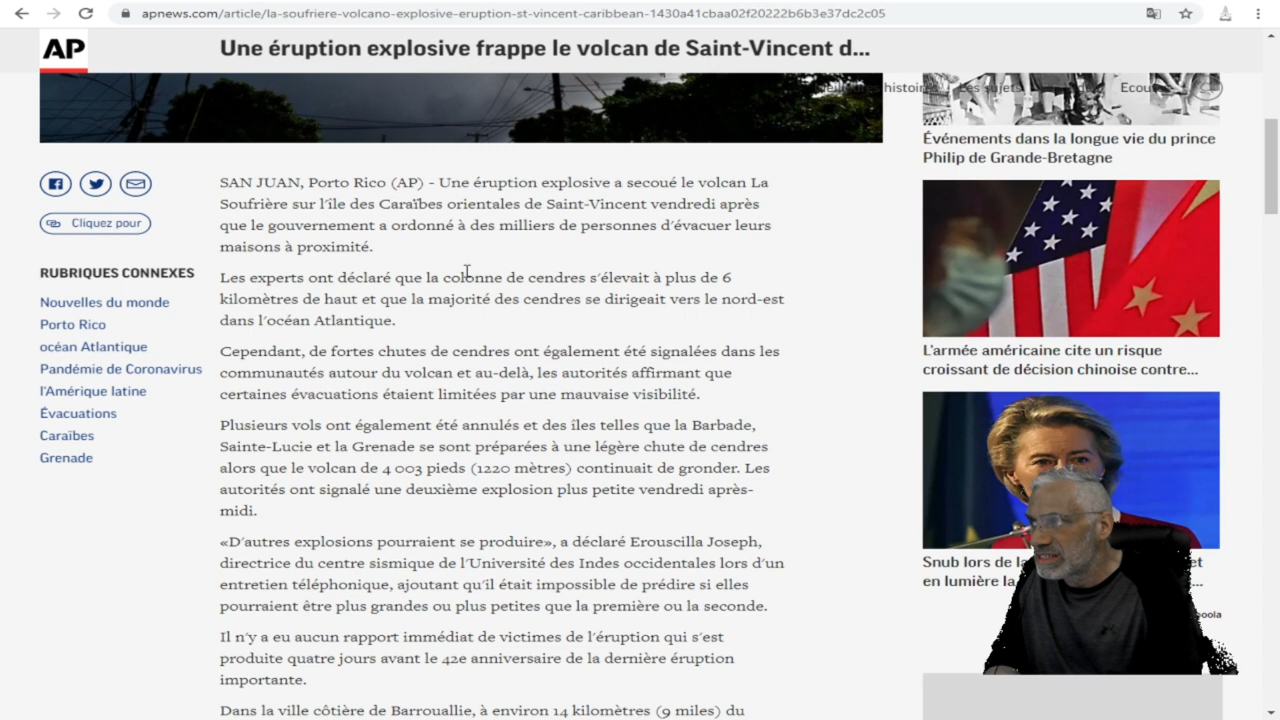 apnews.com/article/la-soufriere-volcano-explosive-eruption-st-vincent-caribbean-1430a41cbaa02f20222b6b3e37dc2c05
AP
Une éruption explosive frappe le volcan de Saint-Vincent d...
Les sujets
Événements dans la longue vie du prince
Philip de Grande-Bretagne
Cliquez pour
RUBRIQUES CONNEXES
Nouvelles du monde
Porto Rico
océan Atlantique
Pandémie de Coronavirus
l'Amérique latine
Évacuations
Caraïbes
Grenade
SAN JUAN, Porto Rico (AP) - Une éruption explosive a secoué le volcan La
Soufrière sur l'île des Caraïbes orientales de Saint-Vincent vendredi après
que le gouvernement a ordonné à des milliers de personnes d'évacuer leurs
maisons à proximité.
Les experts ont déclaré que la colonne de cendres s'élevait à plus de 6
kilomètres de haut et que la majorité des cendres se dirigeait vers le nord-est
dans l'océan Atlantique.
Cependant, de fortes chutes de cendres ont également été signalées dans les
communautés autour du volcan et au-delà, les autorités affirmant que
certaines évacuations étaient limitées par une mauvaise visibilité.
Plusieurs vols ont également été annulés et des îles telles que la Barbade,
Sainte-Lucie et la Grenade se sont préparées à une légère chute de cendres
alors que le volcan de 4 003 pieds (1220 mètres) continuait de gronder. Les
autorités ont signalé une deuxième explosion plus petite vendredi après-
midi.
«D'autres explosions pourraient se produire», a déclaré Erouscilla Joseph,
directrice du centre sismique de l'Université des Indes occidentales lors d'un
entretien téléphonique, ajoutant qu'il était impossible de prédire si elles
pourraient être plus grandes ou plus petites que la première ou la seconde.
Il n'y a eu aucun rapport immédiat de victimes de l'éruption qui s'est
produite quatre jours avant le 42e anniversaire de la dernière éruption
importante.
Dans la ville côtière de Barrouallie, à environ 14 kilomètres (9 miles) du
L'armée américaine cite un risque
croissant de décision chinoise contre...
Snub lors de la
et
en lumière la
...